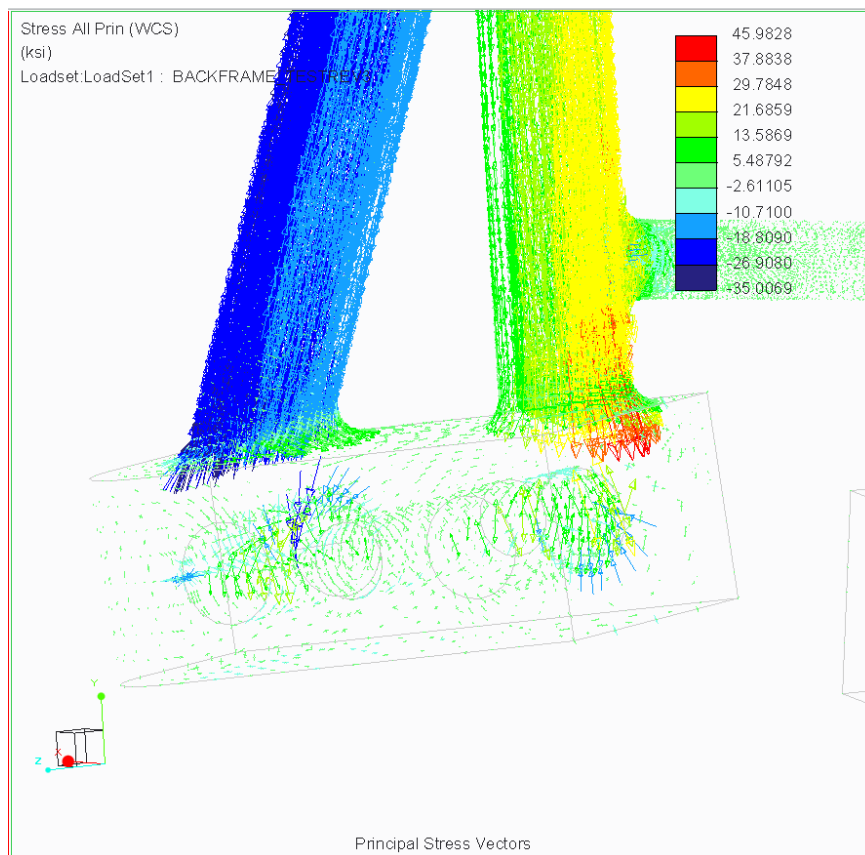 Stress All Prin (WCS)
(ksi)
Loadset:LoadSet1 : BACKFRAME
45.9828
37.8838
29.7848
21.6859
13.5869
5.48792
-2.61105
-10.7100
-18.8090
-26.9080
-35.0069
Y
X
Z
Principal Stress Vectors